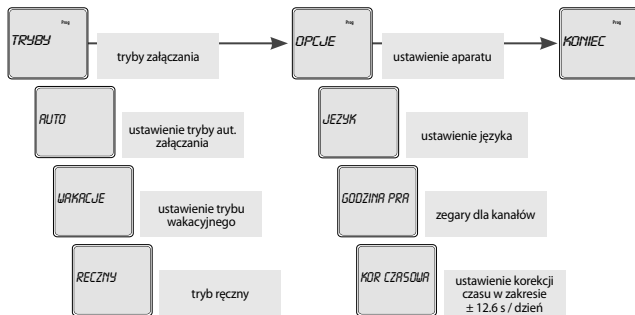 Prog
TRYBY
tryby załączania
Prog
OPCJE
ustawienie aparatu
Prog
KONIEC
AUTO
ustawienie tryby aut.
załączania
JEZYK
ustawienie języka
WAKACJE
ustawienie trybu
wakacyjnego
GODZINA PRA
zegary dla kanałów
RECZNY
tryb ręczny
KOR CZASOWA
ustawienie korekcji
czasu w zakresie
± 12.6 s / dzień